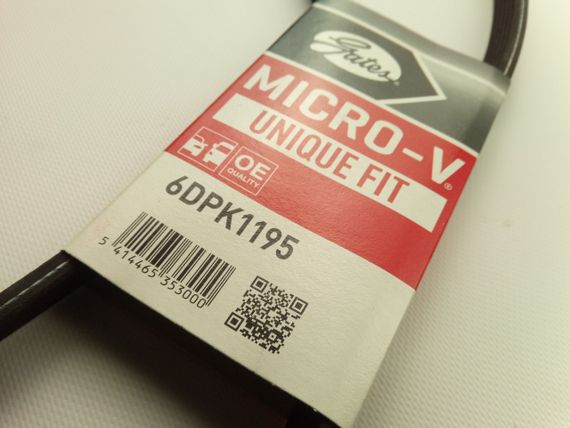 Gates
MICRO-V®
UNIQUE FIT
OE
QUALITY
6DPK1195
5 414465 353000